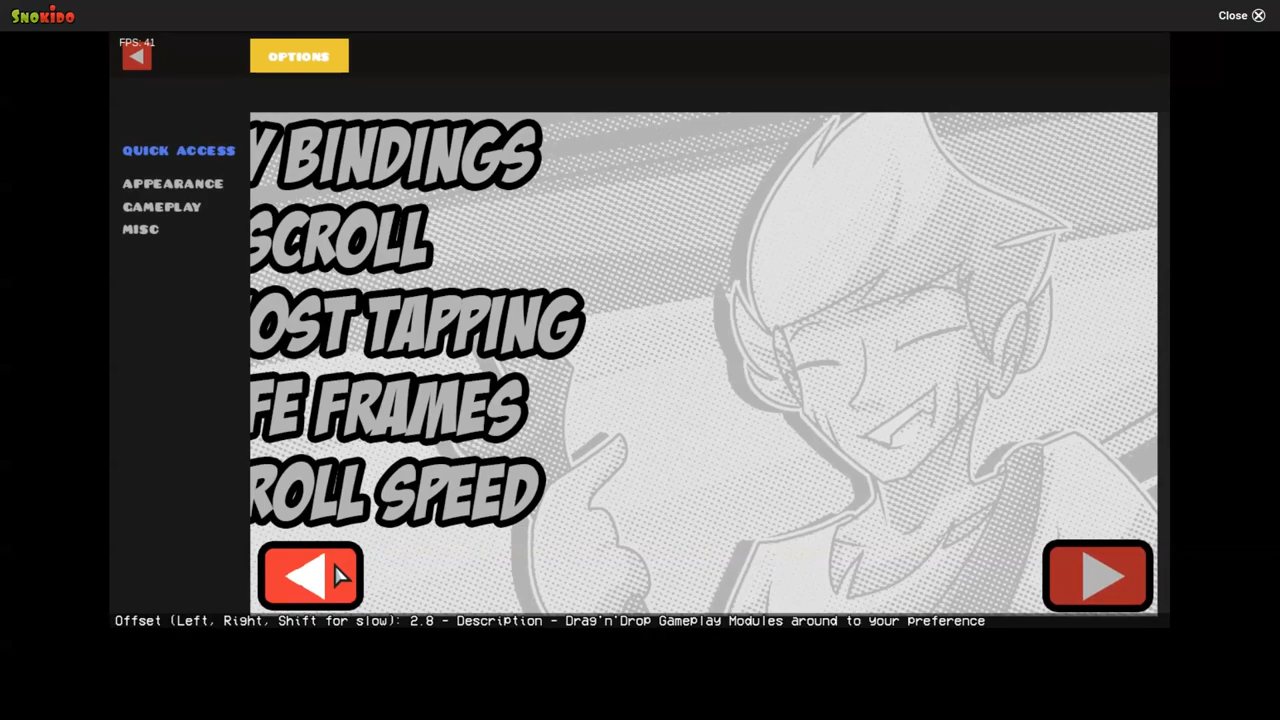 SNOKIDO
Close
FPS: 41
OPTIONS
QUICK ACCESS
APPEARANCE
GAMEPLAY
MISC
Y BINDINGS
SCROLL
OST TAPPING
FE FRAMES
ROLL SPEED
Offset (Left, Right, Shift for slow): 2.8 - Description - Drag'n'Drop Gameplay Modules around to your preference